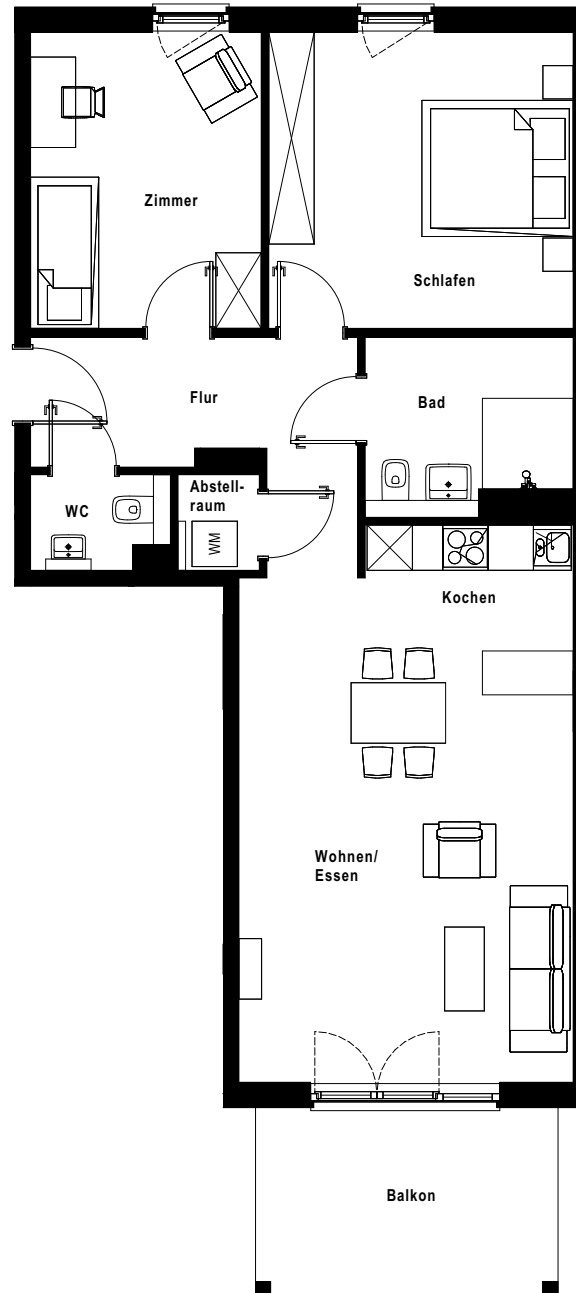 Zimmer
Schlafen
Flur
Bad
Abstell-
raum
WC
WM
Kochen
Wohnen/
Essen
Balkon